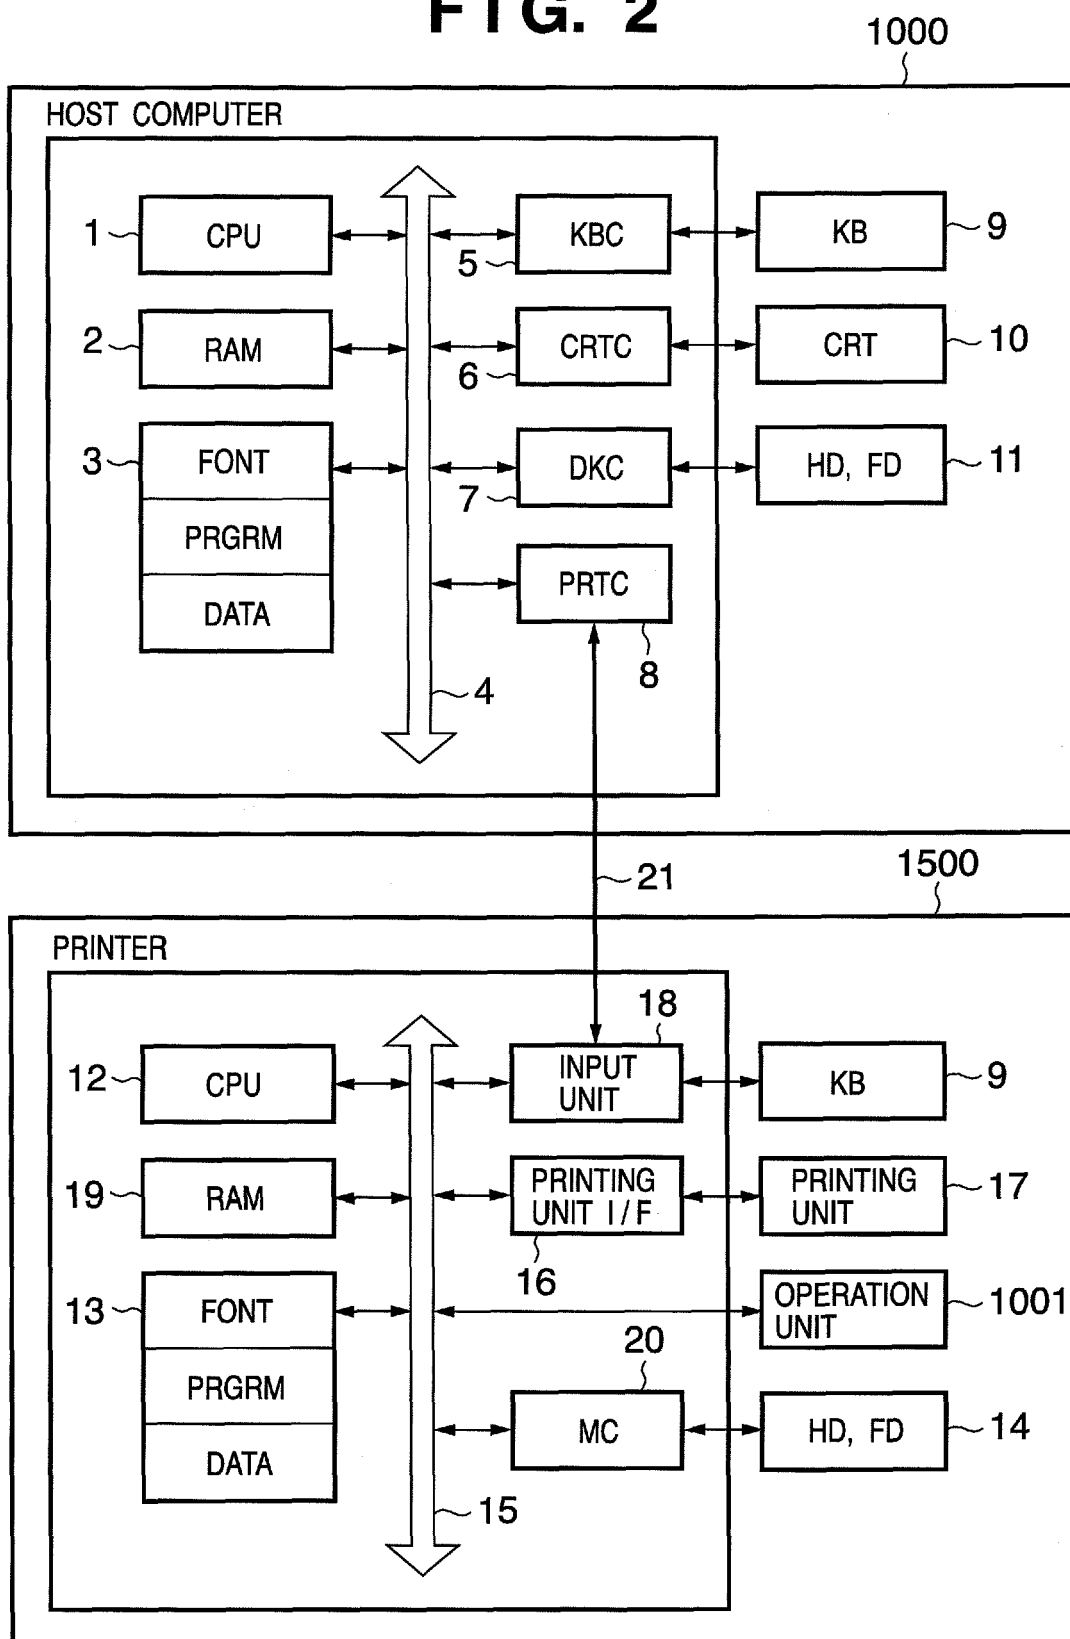 FIG. 2
1000
HOST COMPUTER
1
CPU
KBC
5
KB
9
2
RAM
CRTC
6
CRT
10
3
FONT
DKC
7
HD, FD
11
PRGRM
DATA
PRTC
8
4
21
1500
PRINTER
18
12
CPU
INPUT
UNIT
KB
9
19
RAM
PRINTING
UNIT I/F
16
PRINTING
UNIT
17
13
FONT
OPERATION
UNIT
1001
PRGRM
20
MC
HD, FD
14
DATA
15